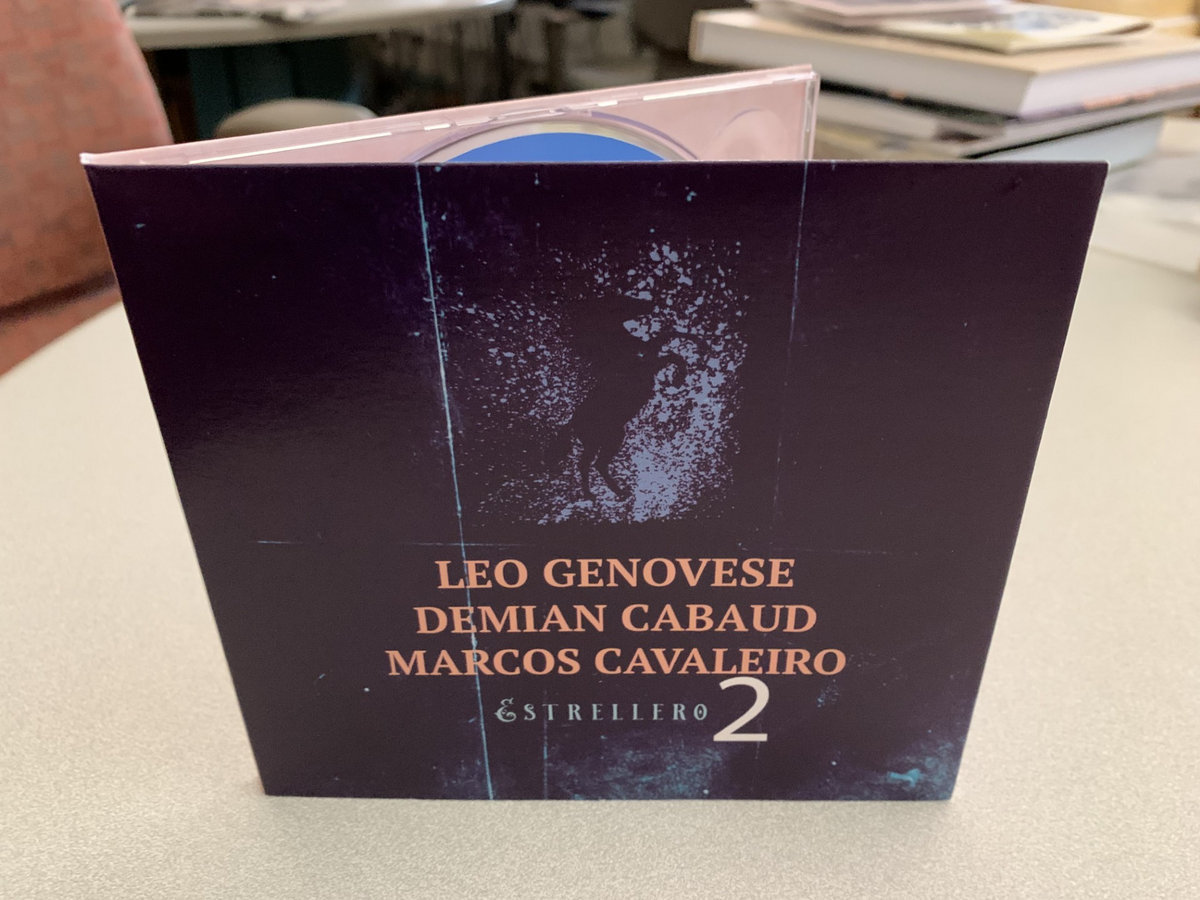 LEO GENOVESE
DEMIAN CABAUD
MARCOS CAVALEIRO
ESTRELLERO 2